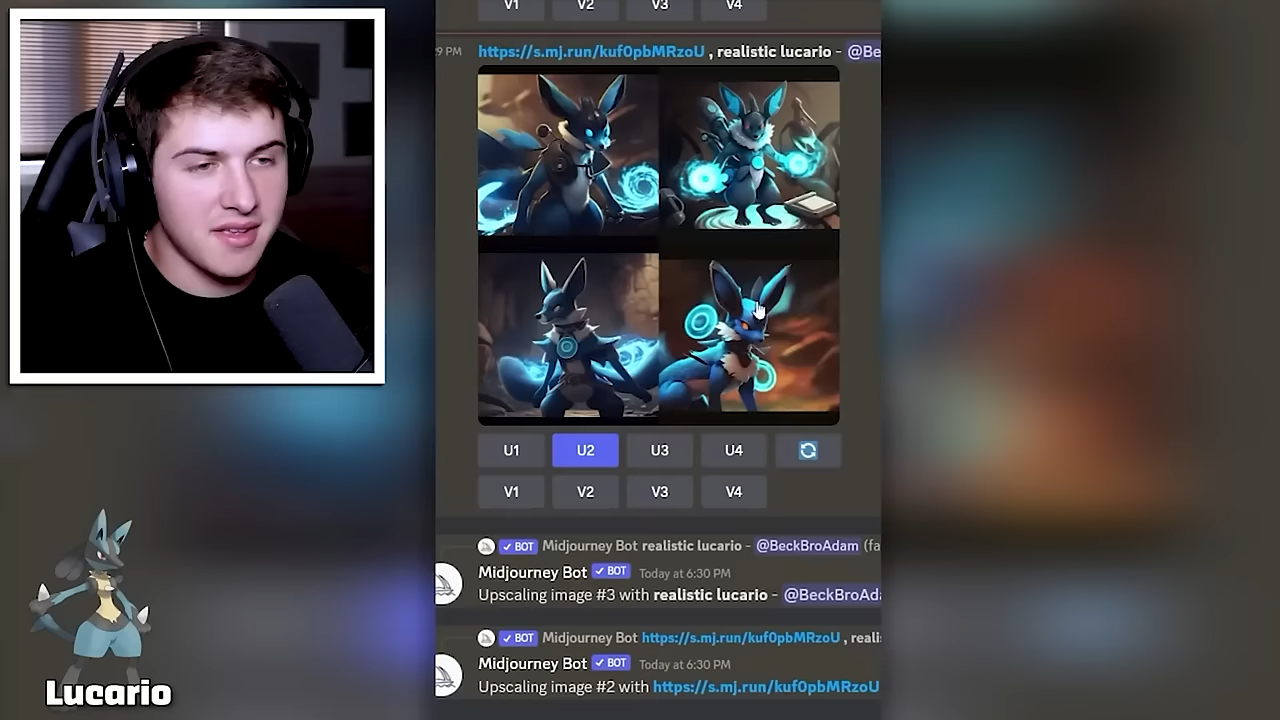 V1 V2 V3 V4
9 PM https://s.mj.run/kuf0pbMRzoU , realistic lucario - @Be
U1 U2 U3 U4
V1 V2 V3 V4
BOT Midjourney Bot realistic lucario - @BeckBroAdam (fa
Midjourney Bot BOT Today at 6:30 PM
Upscaling image #3 with realistic lucario - @BeckBroAda
BOT Midjourney Bot https://s.mj.run/kuf0pbMRzoU , reali
Midjourney Bot BOT Today at 6:30 PM
Upscaling image #2 with https://s.mj.run/kuf0pbMRzoU
Lucario